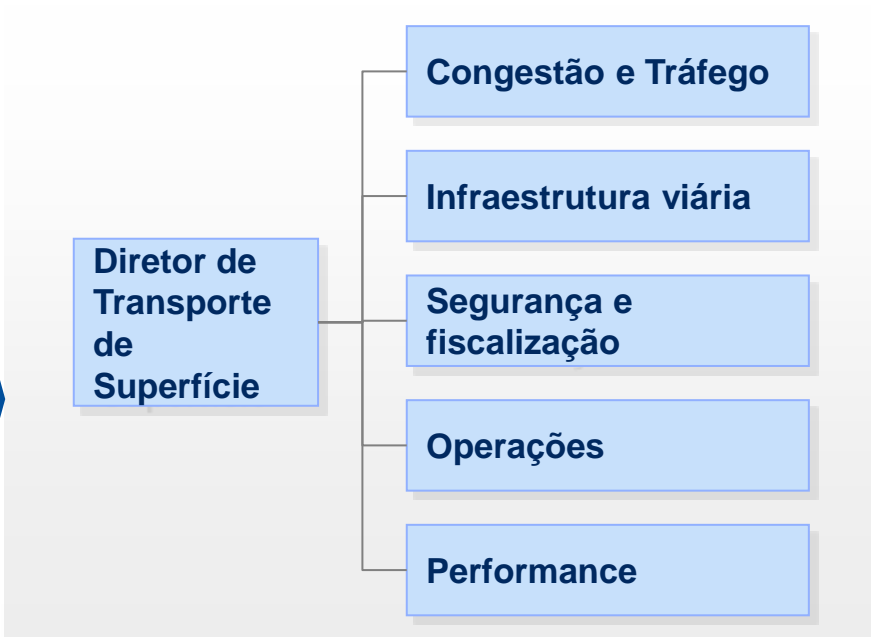 Congestão e Tráfego
Infraestrutura viária
Diretor de
Transporte
de
Superfície
Segurança e
fiscalização
Operações
Performance